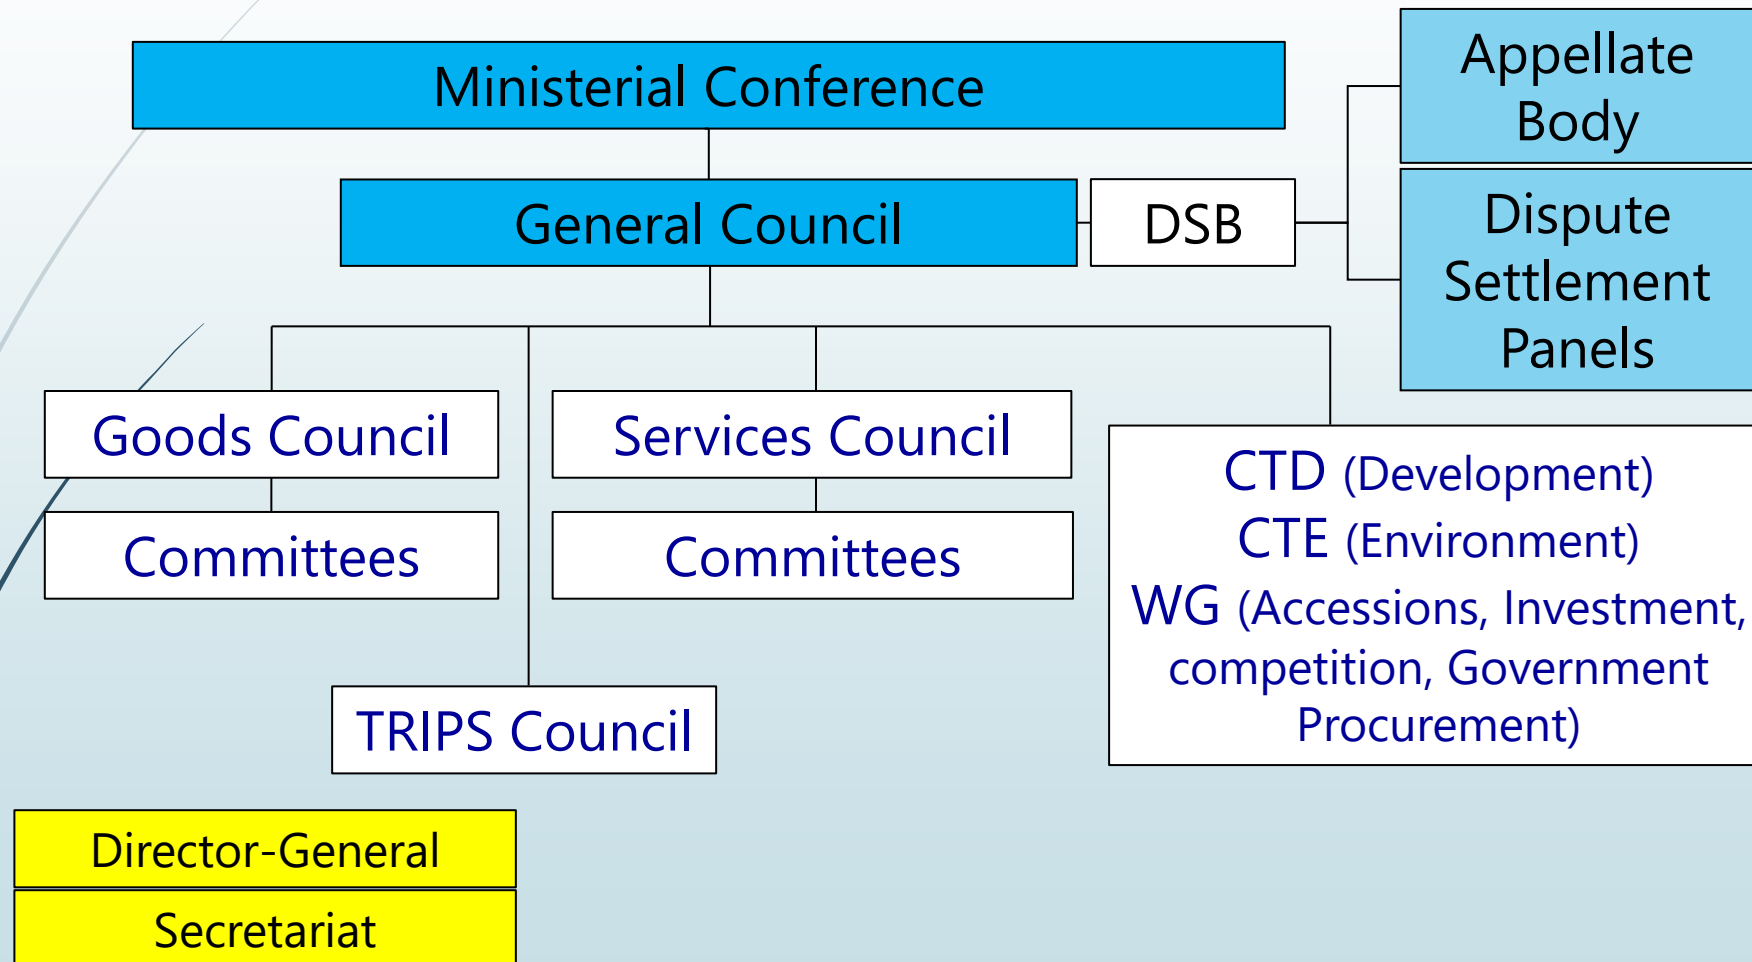 Ministerial Conference
General Council
DSB
Appellate
Body
Dispute
Settlement
Panels
Goods Council
Committees
Services Council
Committees
TRIPS Council
CTD (Development)
CTE (Environment)
WG (Accessions, Investment,
competition, Government
Procurement)
Director-General
Secretariat